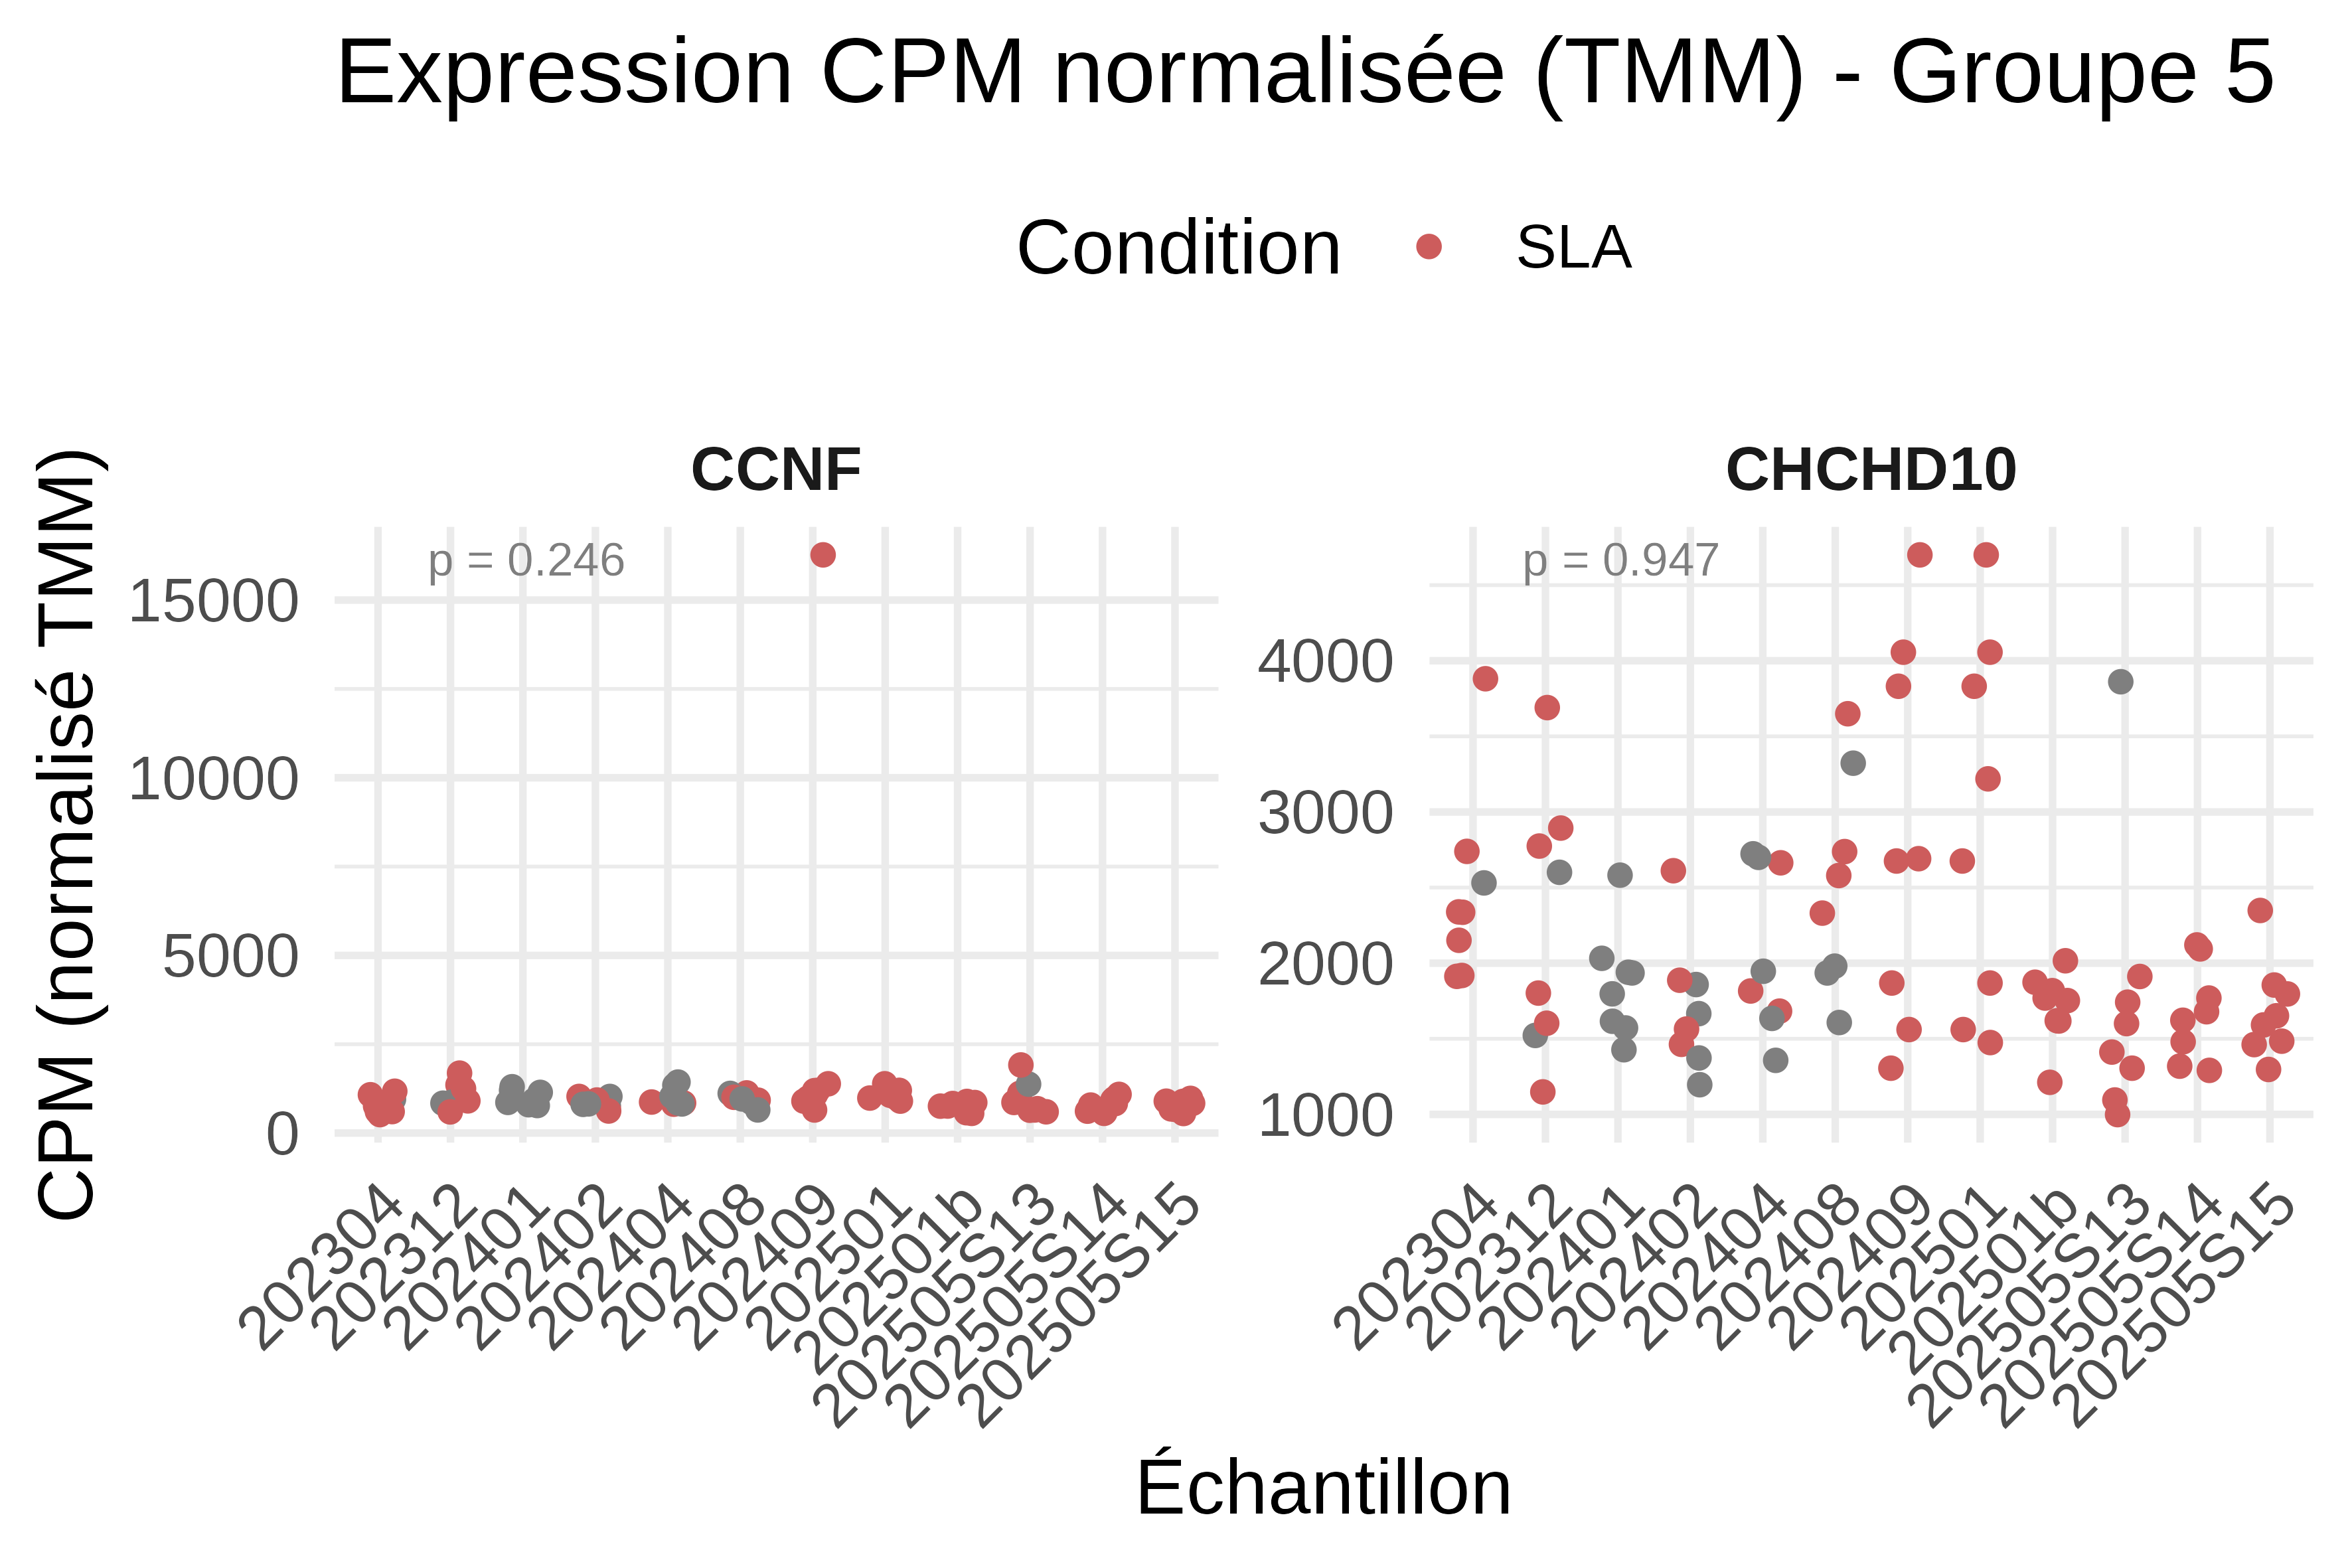 Expression CPM normalisée (TMM) - Groupe 5
Condition SLA
CCNF
CHCHD10
CPM (normalisé TMM)
p = 0.246
15000
10000
5000
0
p = 0.947
4000
3000
2000
1000
202304
202312
202401
202402
202404
202408
202409
202501
202501b
202505S13
202505S14
202505S15
202304
202312
202401
202402
202404
202408
202409
202501
202501b
202505S13
202505S14
202505S15
Échantillon